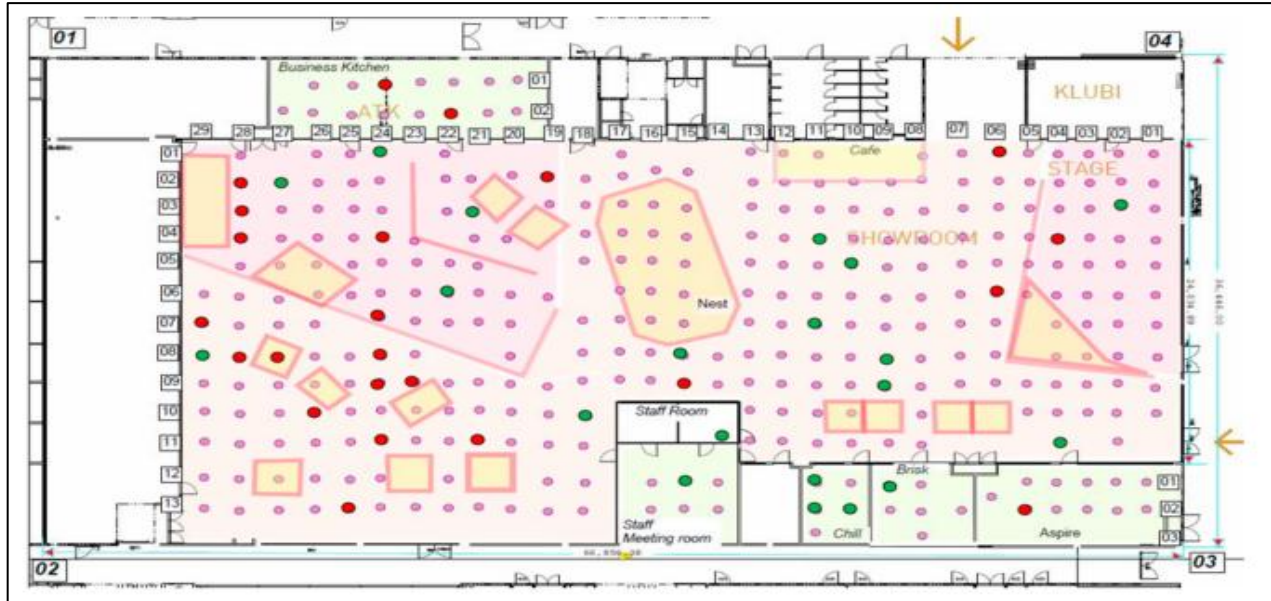 01
04
Business Kitchen
ATK
KLUBI
01
02
29 28 27 26 25 24 23 22 21 20 19 18 17 16 15 14 13 12 11 10 09 08 07 06 05 04 03 02 01
01
Cafe
STAGE
02
03
04
SHOWROOM
05
06
Nest
07
08
09
10
Staff Room
11
12
Brisk
01
13
02
Staff
Meeting room
Chill
Aspire
03
02
03